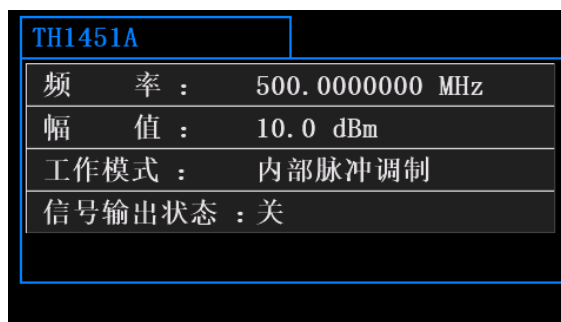 TH1451A
频 率： 500.0000000 MHz
幅 值： 10.0 dBm
工作模式： 内部脉冲调制
信号输出状态：关